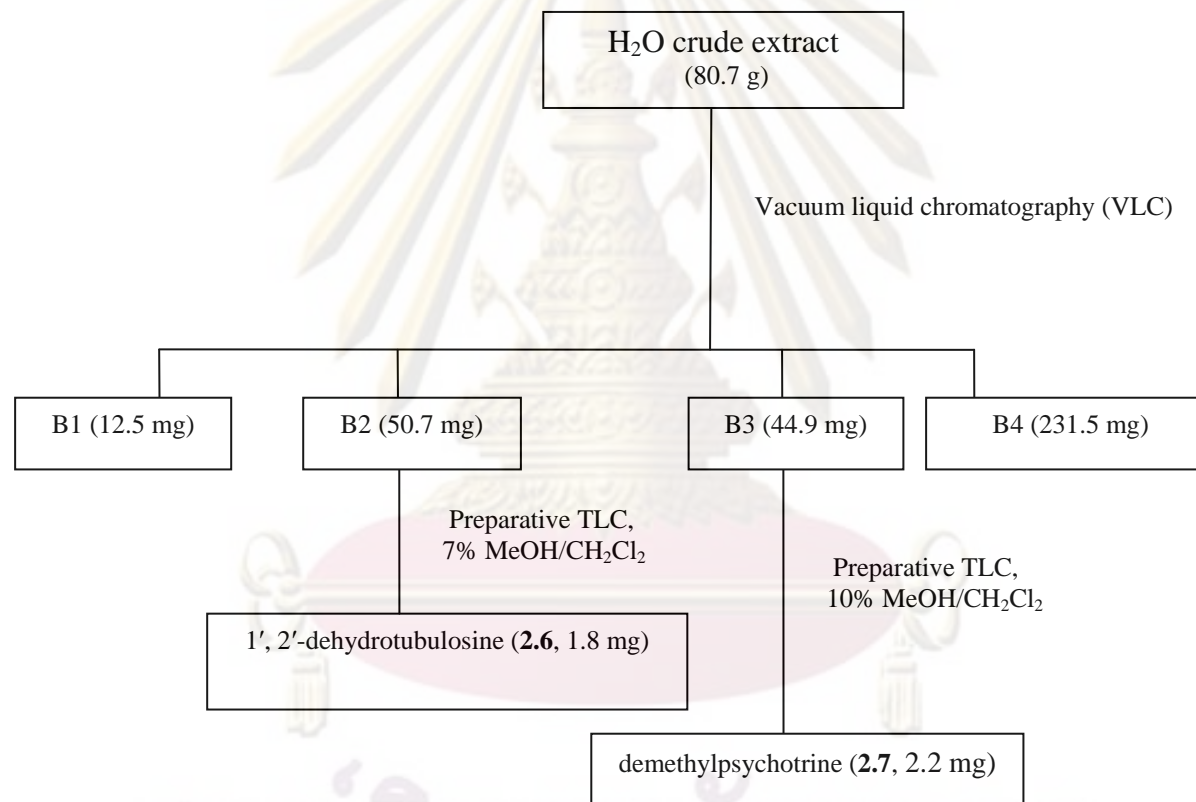 H₂O crude extract
(80.7 g)
Vacuum liquid chromatography (VLC)
B1 (12.5 mg)
B2 (50.7 mg)
B3 (44.9 mg)
B4 (231.5 mg)
Preparative TLC,
7% MeOH/CH₂Cl₂
Preparative TLC,
10% MeOH/CH₂Cl₂
1′, 2′-dehydrotubulosine (2.6, 1.8 mg)
demethylpsychotrine (2.7, 2.2 mg)